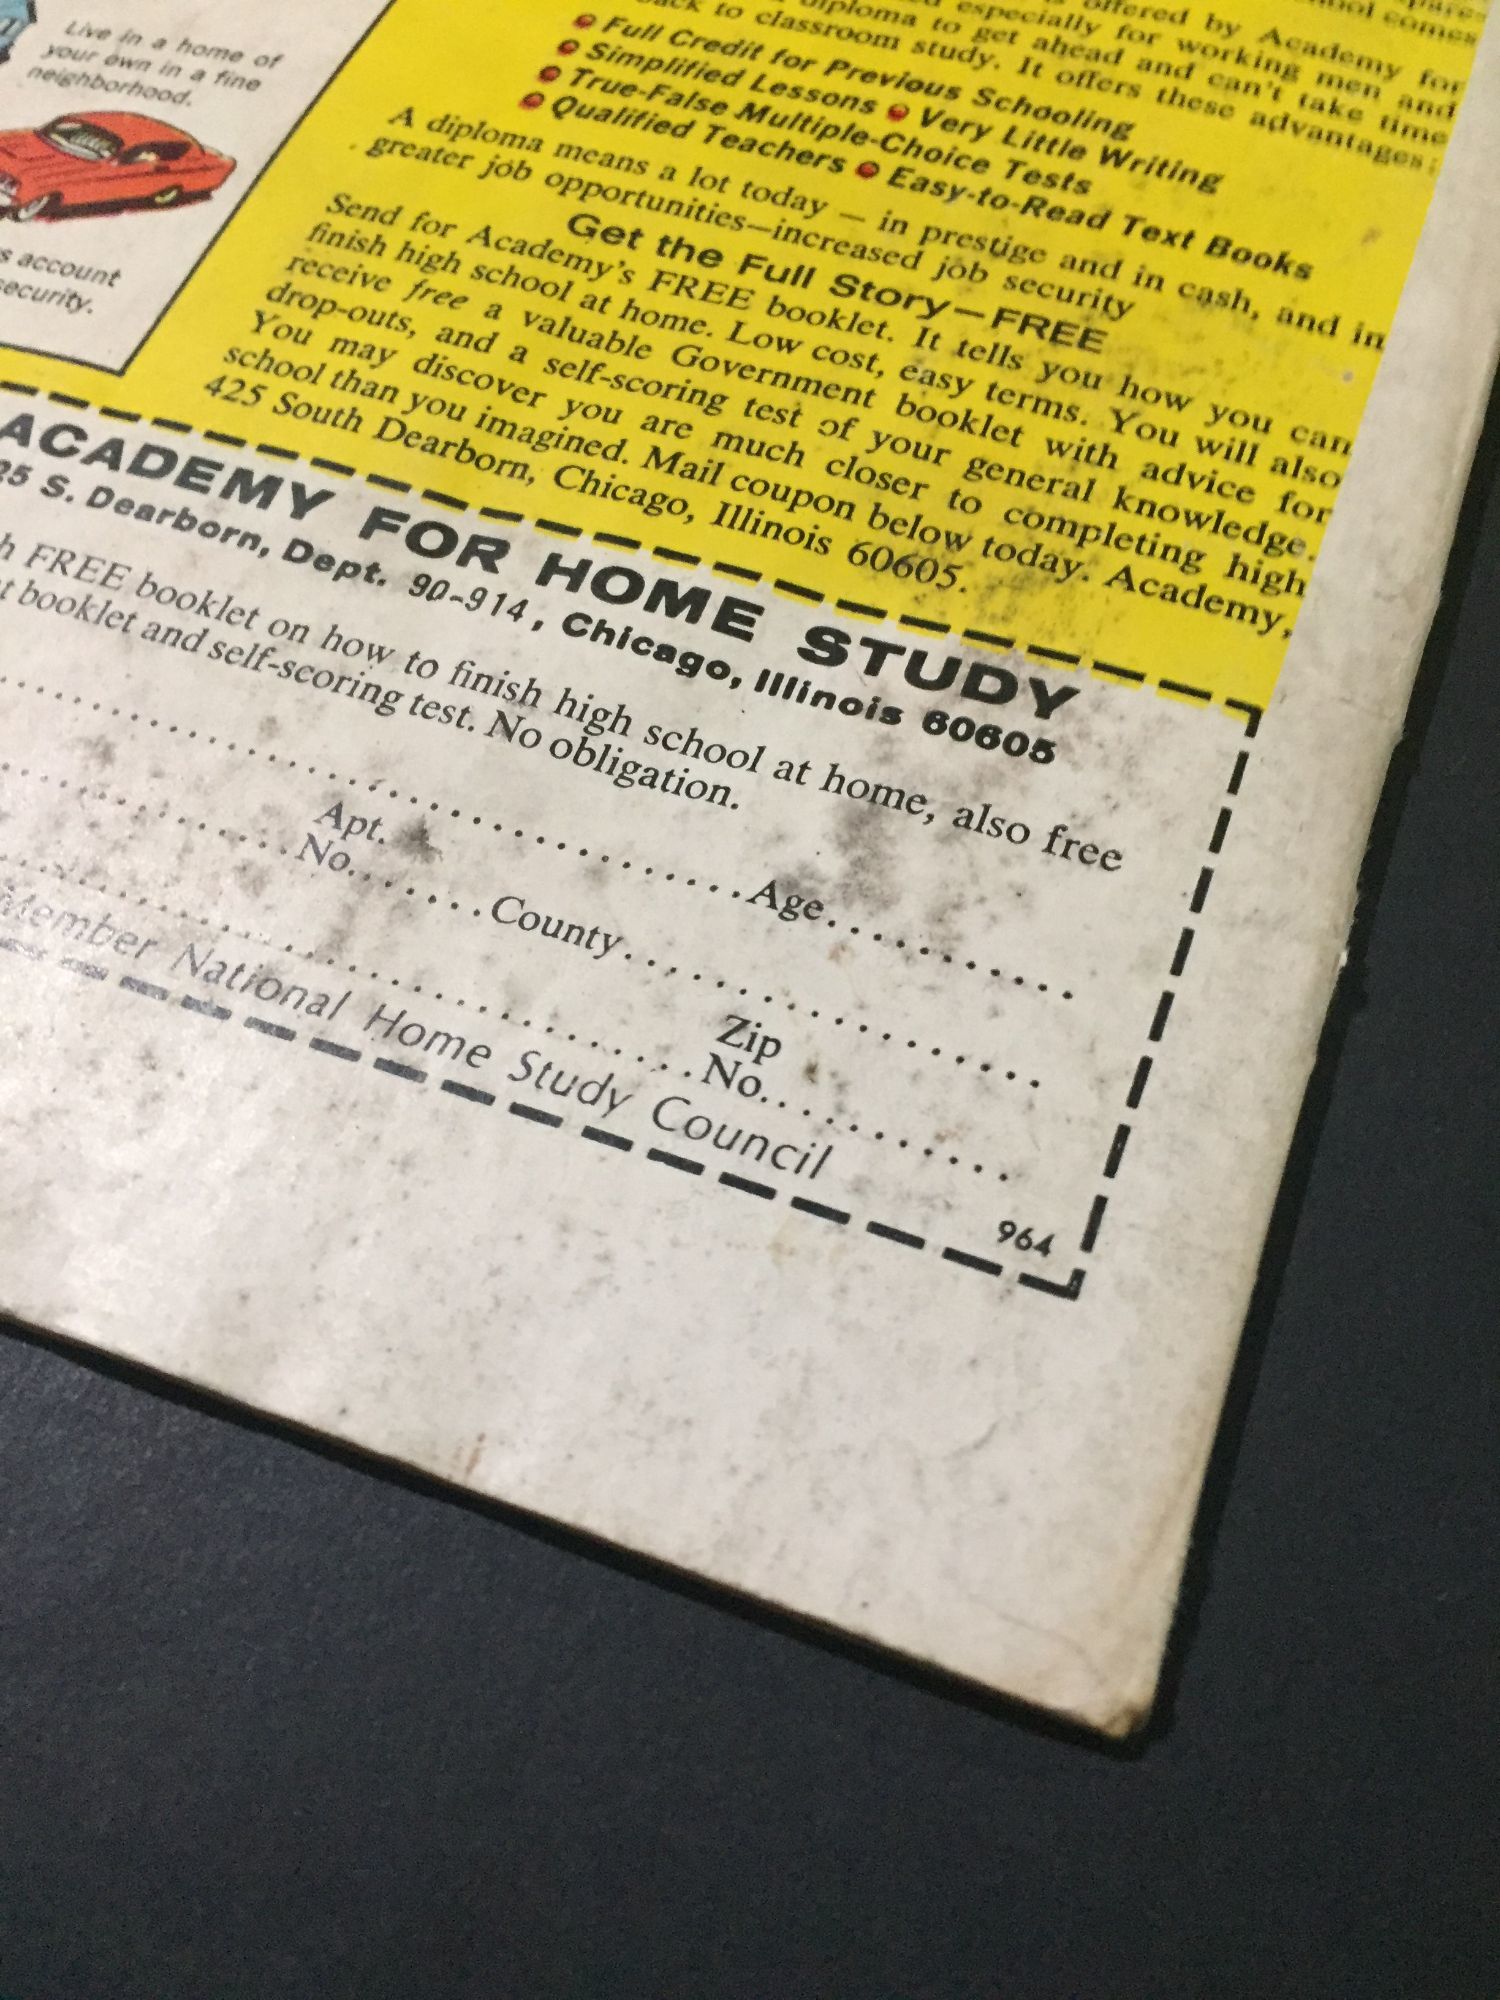 Live in a home of
your own in a fine
neighborhood.
account
security.
offered by Academy for
especially for working men and
diploma to get ahead and can't take time
back to classroom study. It offers these advantages:
Full Credit for Previous Schooling
Simplified Lessons Very Little Writing
True-False Multiple-Choice Tests
Qualified Teachers Easy-to-Read Text Books
A diploma means a lot today — in prestige and in cash, and in
greater job opportunities—increased job security
Get the Full Story—FREE
Send for Academy's FREE booklet. It tells you how you can
finish high school at home. Low cost, easy terms. You will also
receive free a valuable Government booklet with advice for
drop-outs, and a self-scoring test of your general knowledge.
You may discover you are much closer to completing high
school than you imagined. Mail coupon below today. Academy,
425 South Dearborn, Chicago, Illinois 60605.
ACADEMY FOR HOME STUDY
25 S. Dearborn, Dept. 90-914, Chicago, Illinois 60605
FREE booklet on how to finish high school at home, also free
booklet and self-scoring test. No obligation.
Age
Apt.
No. County
Zip
No.
Member National Home Study Council
964